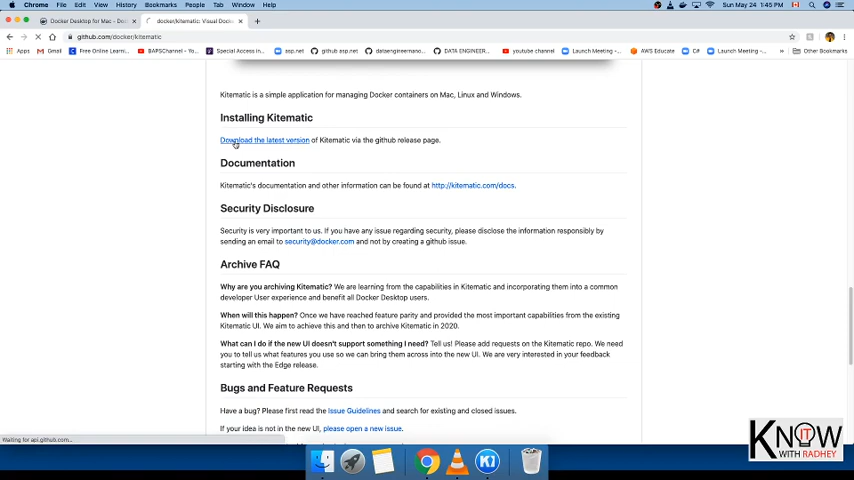 Chrome File Edit View History Bookmarks People Tab Window Help Sun May 24 1:45 PM
Docker Desktop for Mac - Doc docker/kitematic: Visual Docke
github.com/docker/kitematic
M Gmail Free Online Learni... BAPSChannel - Yo... Special Access in... asp.net github asp.net dataengineermano... DATA ENGINEER... youtube channel Launch Meeting -... AWS Educate C# Launch Meeting -... » Other Bookmarks
Kitematic is a simple application for managing Docker containers on Mac, Linux and Windows.
Installing Kitematic
Download the latest version of Kitematic via the github release page.
Documentation
Kitematic's documentation and other information can be found at http://kitematic.com/docs.
Security Disclosure
Security is very important to us. If you have any issue regarding security, please disclose the information responsibly by
sending an email to security@docker.com and not by creating a github issue.
Archive FAQ
Why are you archiving Kitematic? We are learning from the capabilities in Kitematic and incorporating them into a common
developer User experience and benefit all Docker Desktop users.
When will this happen? Once we have reached feature parity and provided the most important capabilities from the existing
Kitematic UI. We aim to achieve this and then to archive Kitematic in 2020.
What can I do if the new UI doesn't support something I need? Tell us! Please add requests on the Kitematic repo. We need
you to tell us what features you use so we can bring them across into the new UI. We are very interested in your feedback
starting with the Edge release.
Bugs and Feature Requests
Have a bug? Please first read the Issue Guidelines and search for existing and closed issues.
If your idea is not in the new UI, please open a new issue.
Waiting for api.github.com...
KNOW
IT
WITH RADHEY